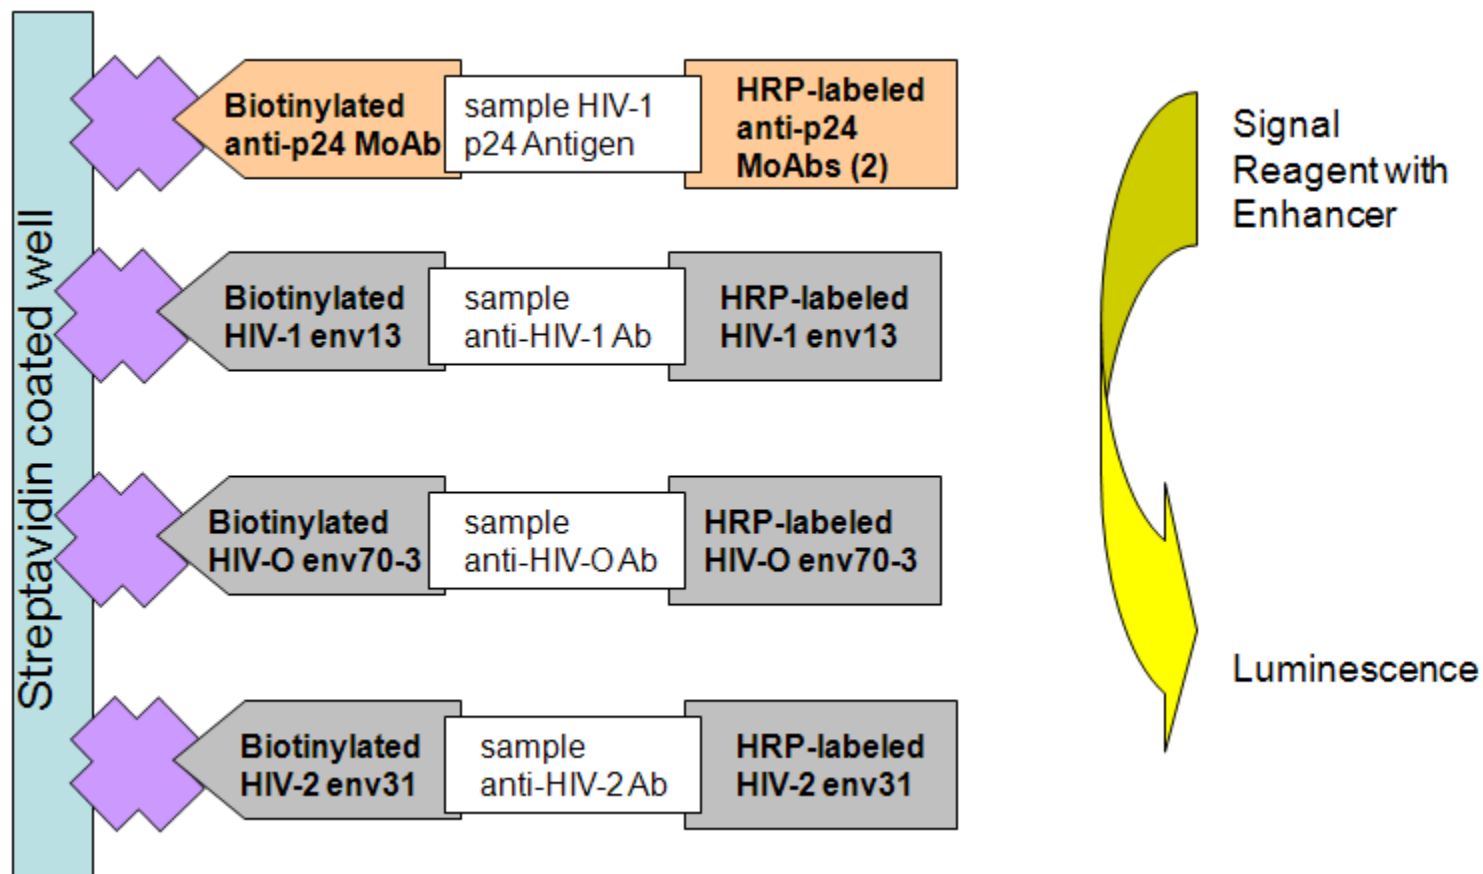 Streptavidin coated well
Biotinylated
anti-p24 MoAb
sample HIV-1
p24 Antigen
HRP-labeled
anti-p24
MoAbs (2)
Biotinylated
HIV-1 env13
sample
anti-HIV-1 Ab
HRP-labeled
HIV-1 env13
Biotinylated
HIV-O env70-3
sample
anti-HIV-O Ab
HRP-labeled
HIV-O env70-3
Biotinylated
HIV-2 env31
sample
anti-HIV-2 Ab
HRP-labeled
HIV-2 env31
Signal
Reagent with
Enhancer
Luminescence